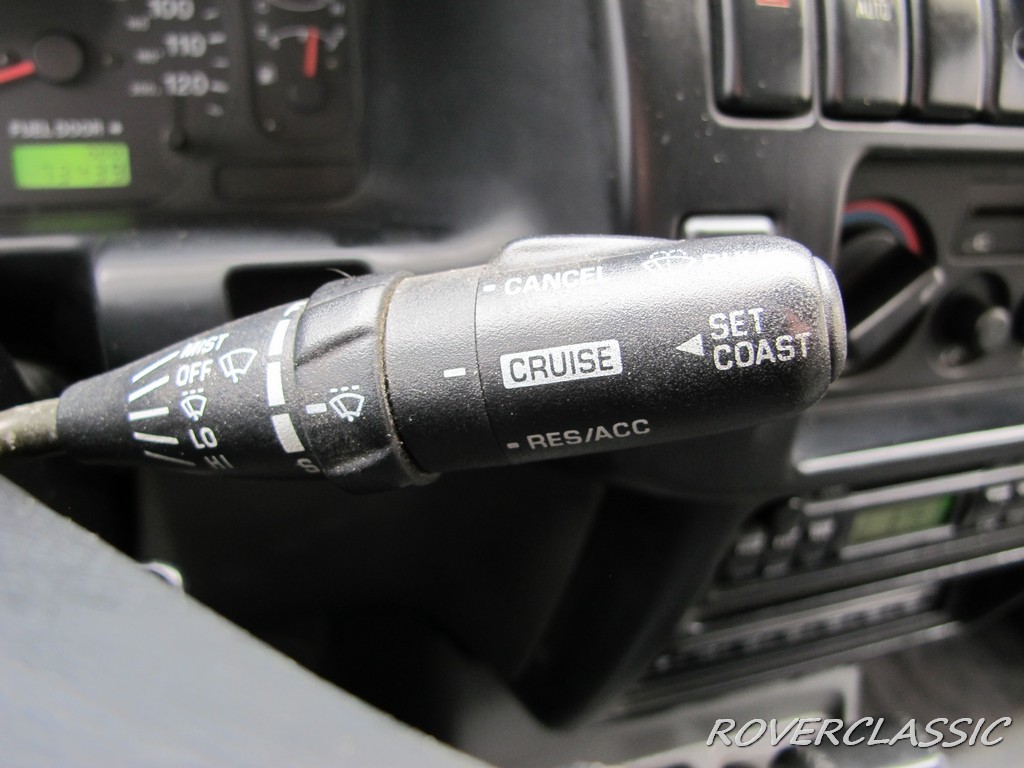 100
110
120
AUTO
FUEL DOOR
CANCEL
MIST
OFF
LO
HI
CRUISE
SET
COAST
RES/ACC
ROVERCLASSIC